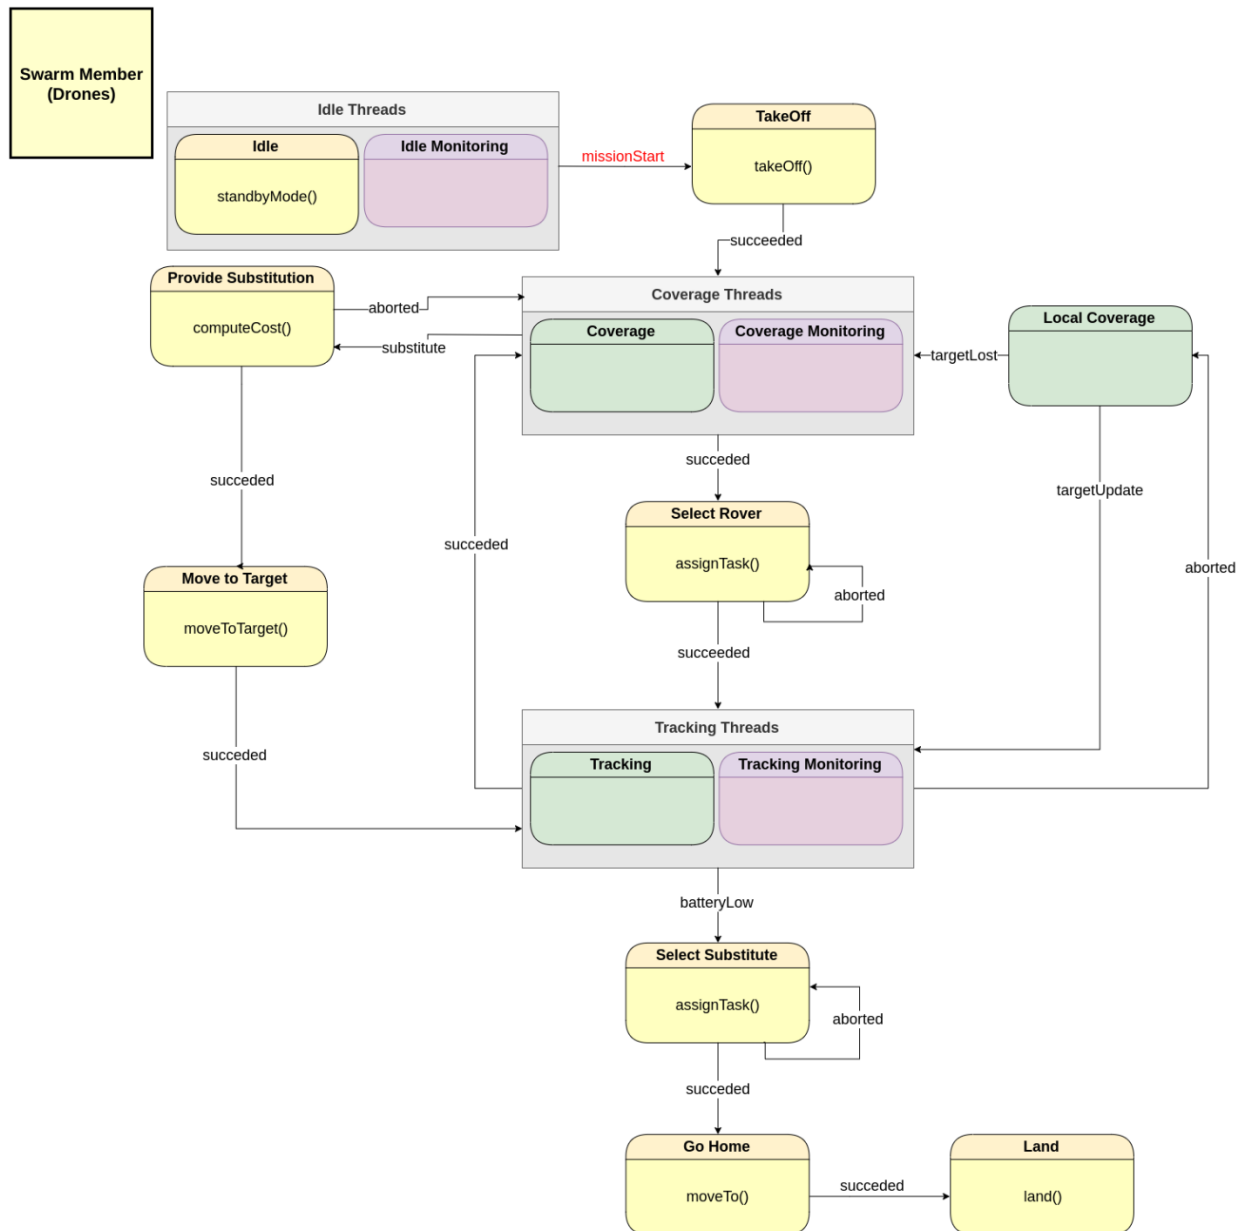 Swarm Member
(Drones)
Idle Threads
Idle
Idle Monitoring
standbyMode()
missionStart
TakeOff
takeOff()
succeeded
Provide Substitution
computeCost()
aborted
substitute
Coverage Threads
Coverage
Coverage Monitoring
targetLost
Local Coverage
succeded
succeded
targetUpdate
Select Rover
assignTask()
aborted
succeded
aborted
Move to Target
moveToTarget()
succeeded
succeded
Tracking Threads
Tracking
Tracking Monitoring
batteryLow
Select Substitute
assignTask()
aborted
succeded
Go Home
moveTo()
succeded
Land
land()